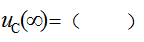 u_C(∞)=（　　）